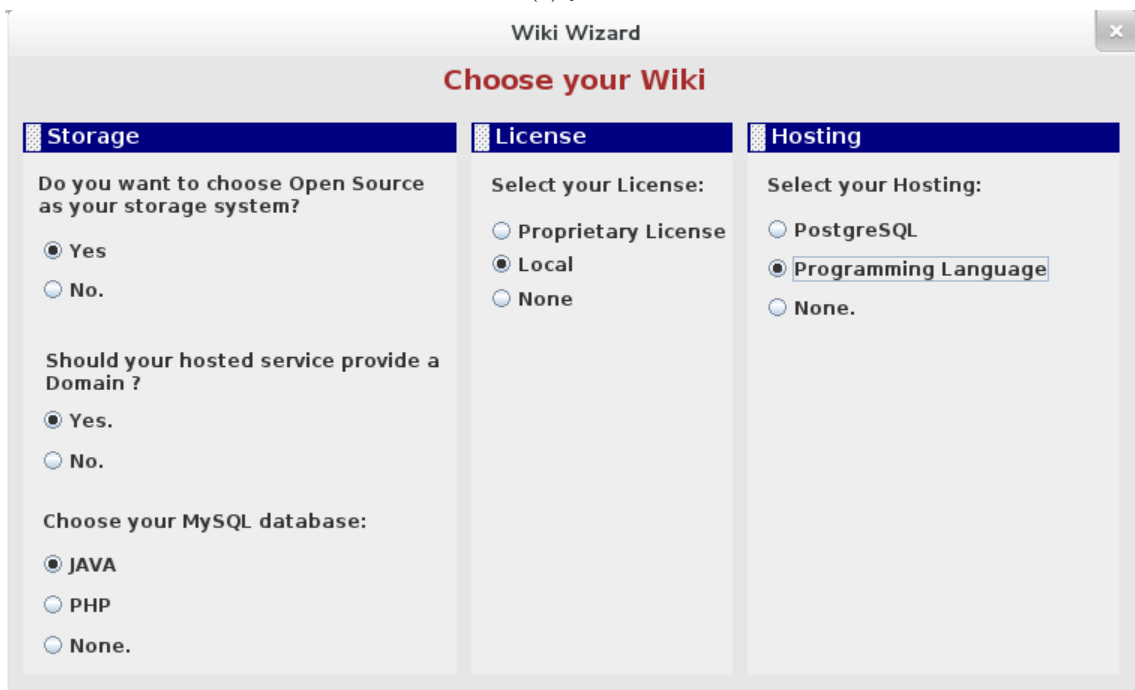 Wiki Wizard
Choose your Wiki
Storage
Do you want to choose Open Source
as your storage system?
Yes
No.
Should your hosted service provide a
Domain ?
Yes.
No.
Choose your MySQL database:
JAVA
PHP
None.
License
Select your License:
Proprietary License
Local
None
Hosting
Select your Hosting:
PostgreSQL
Programming Language
None.